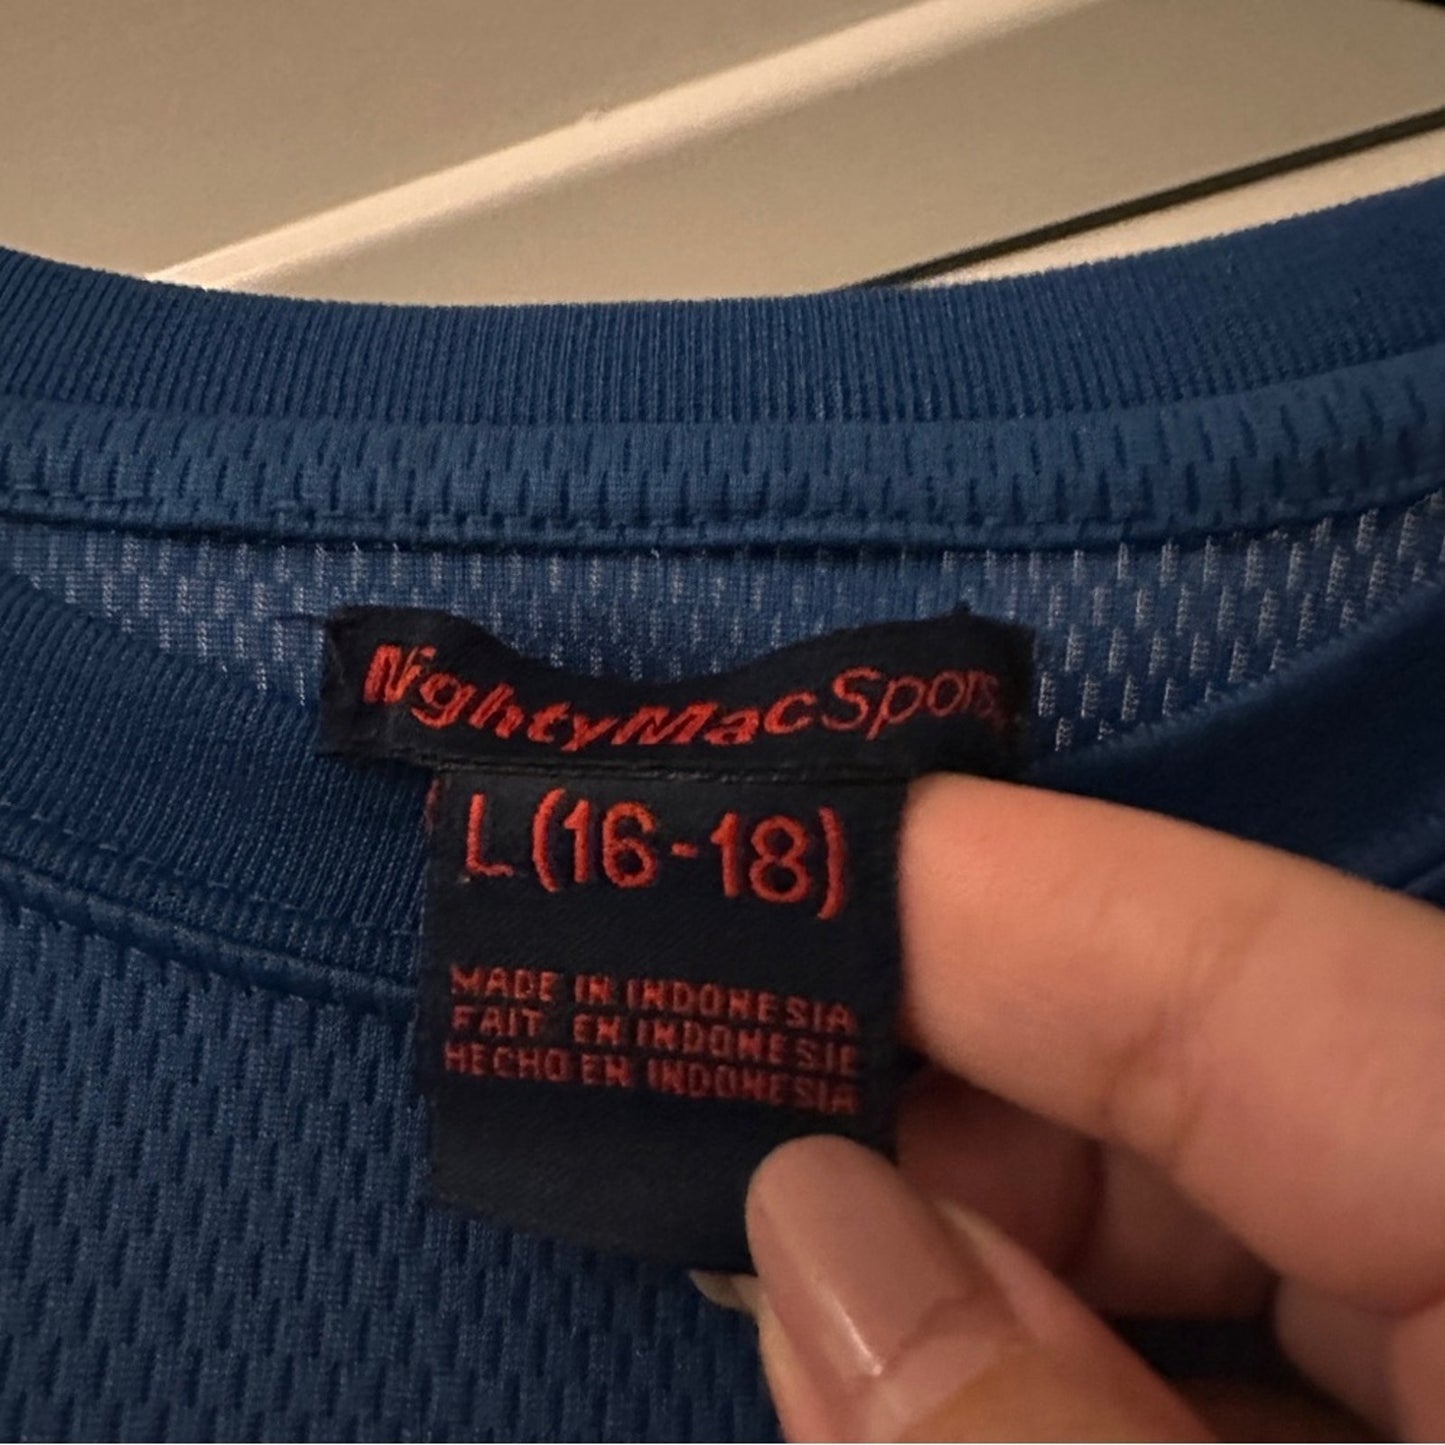 MightyMacSports
L (16-18)
MADE IN INDONESIA
FAIT EN INDONESIE
HECHO EN INDONESIA